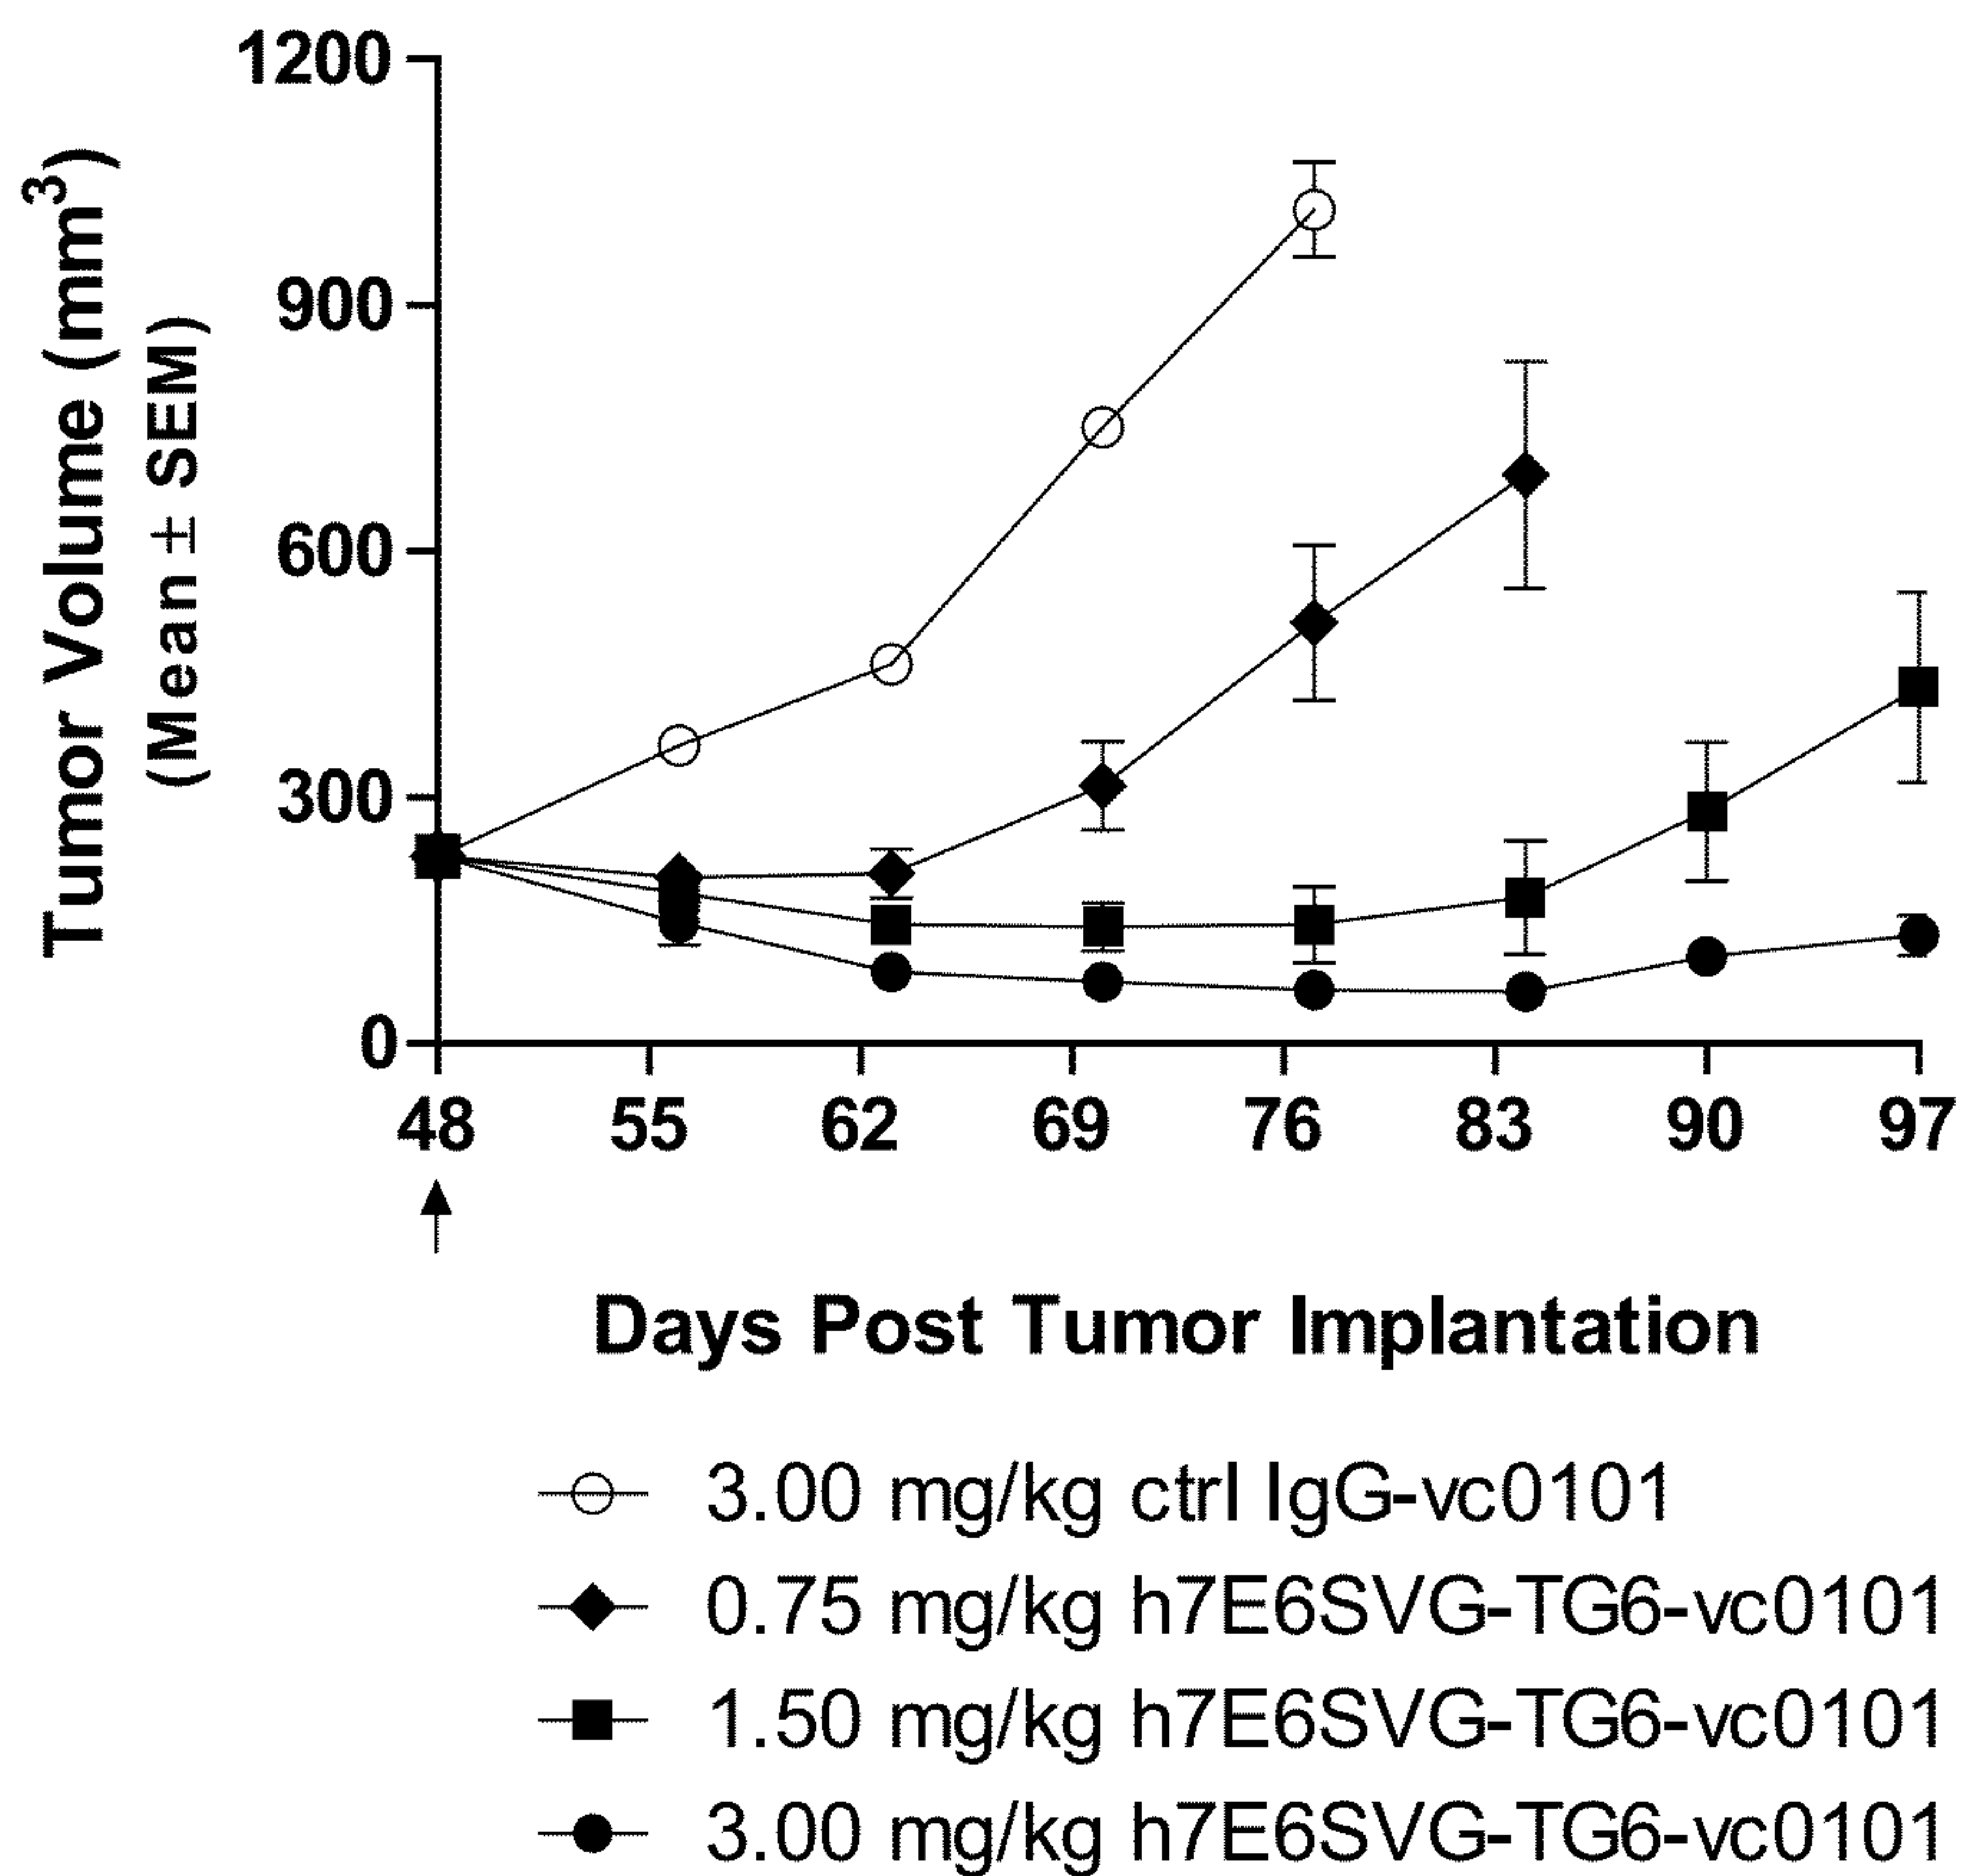 Tumor Volume (mm³)
(Mean ± SEM)
1200
900
600
300
0
48 55 62 69 76 83 90 97
Days Post Tumor Implantation
3.00 mg/kg ctrl IgG-vc0101
0.75 mg/kg h7E6SVG-TG6-vc0101
1.50 mg/kg h7E6SVG-TG6-vc0101
3.00 mg/kg h7E6SVG-TG6-vc0101